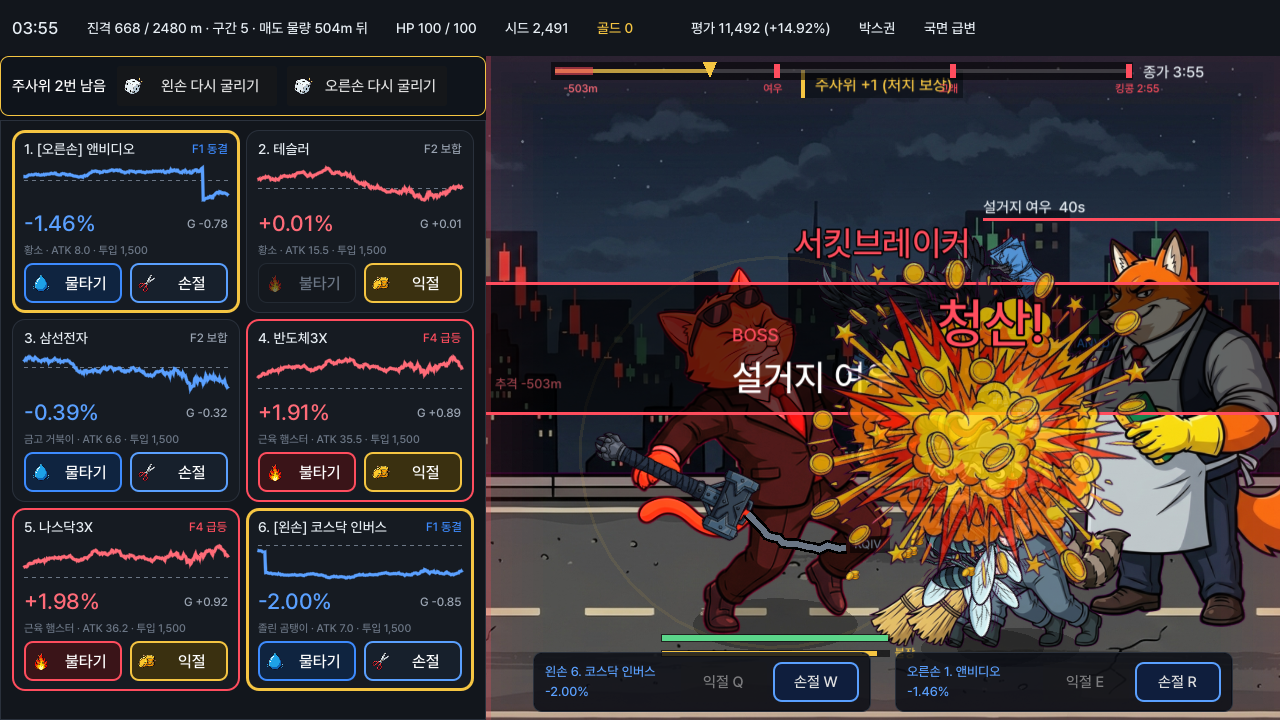 03:55 진격 668 / 2480 m · 구간 5 · 매도 물량 504m 뒤 HP 100 / 100 시드 2,491 골드 0 평가 11,492 (+14.92%) 박스권 국면 급변
주사위 2번 남음 왼손 다시 굴리기 오른손 다시 굴리기
1. [오른손] 앤비디오 F1 동결
-1.46% G -0.78
황소 · ATK 8.0 · 투입 1,500
물타기 손절
2. 테슬러 F2 보합
+0.01% G +0.01
황소 · ATK 15.5 · 투입 1,500
불타기 익절
3. 삼선전자 F2 보합
-0.39% G -0.32
금고 거북이 · ATK 6.6 · 투입 1,500
물타기 손절
4. 반도체3X F4 급등
+1.91% G +0.89
근육 햄스터 · ATK 35.5 · 투입 1,500
불타기 익절
5. 나스닥3X F4 급등
+1.98% G +0.92
근육 햄스터 · ATK 36.2 · 투입 1,500
불타기 익절
6. [왼손] 코스닥 인버스 F1 동결
-2.00% G -0.85
졸린 곰탱이 · ATK 7.0 · 투입 1,500
물타기 손절
종가 3:55
-503m 여우 킹콩 2:55
주사위 +1 (처치 보상)
설거지 여우 40s
서킷브레이커
청산!
BOSS
설거지 여우
추격 -503m
왼손 6. 코스닥 인버스
-2.00%
익절 Q 손절 W
오른손 1. 앤비디오
-1.46%
익절 E 손절 R